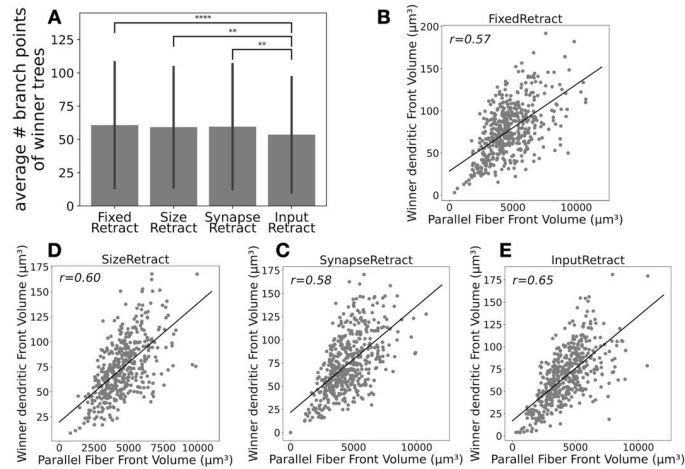 A
****
**
**
average # branch points
of winner trees
125
100
75
50
25
0
Fixed
Retract
Size
Retract
Synapse
Retract
Input
Retract
B
FixedRetract
r=0.57
Winner dendritic Front Volume (μm³)
200
150
100
50
0
0 5000 10000
Parallel Fiber Front Volume (μm³)
D
SizeRetract
r=0.60
Winner dendritic Front Volume (μm³)
175
150
125
100
75
50
25
0 2500 5000 7500 10000
Parallel Fiber Front Volume (μm³)
C
SynapseRetract
r=0.58
Winner dendritic Front Volume (μm³)
175
150
125
100
75
50
25
0
0 5000 10000
Parallel Fiber Front Volume (μm³)
E
InputRetract
r=0.65
Winner dendritic Front Volume (μm³)
175
150
125
100
75
50
25
0
0 5000 10000
Parallel Fiber Front Volume (μm³)